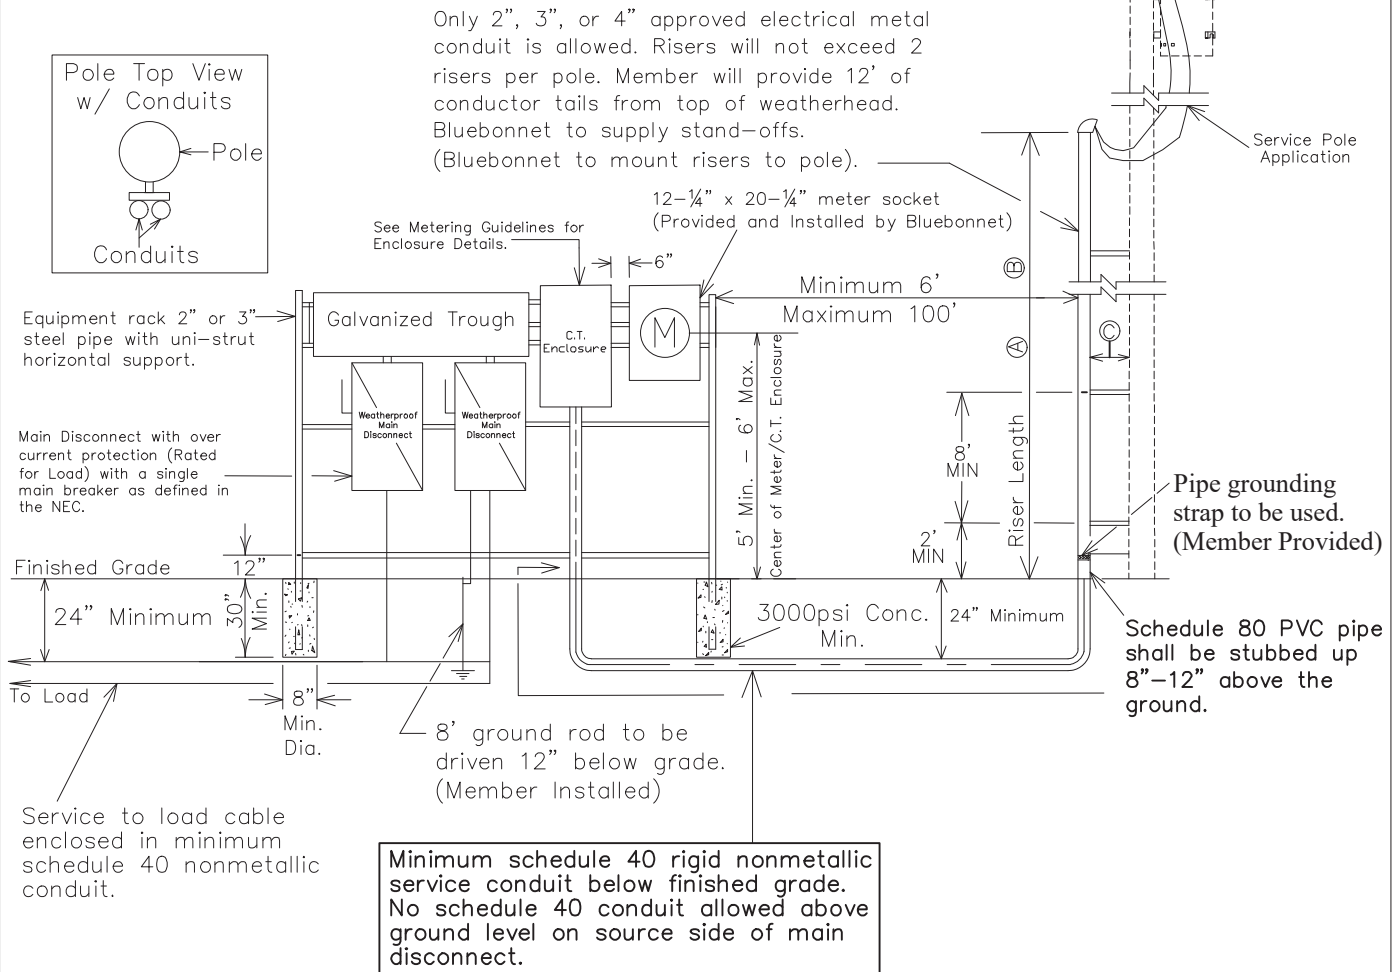 Only 2”, 3”, or 4” approved electrical metal
conduit is allowed. Risers will not exceed 2
risers per pole. Member will provide 12’ of
conductor tails from top of weatherhead.
Bluebonnet to supply stand–offs.
(Bluebonnet to mount risers to pole).
Pole Top View
w/ Conduits
Pole
Conduits
Service Pole
Application
12–¼” x 20–¼” meter socket
(Provided and Installed by Bluebonnet)
See Metering Guidelines for
Enclosure Details.
6”
Minimum 6’
Maximum 100’
Equipment rack 2” or 3”
steel pipe with uni–strut
horizontal support.
Galvanized Trough
C.T.
Enclosure
M
B
A
C
Riser Length
5’ Min. – 6’ Max.
Center of Meter/C.T. Enclosure
Weatherproof
Main
Disconnect
Weatherproof
Main
Disconnect
Main Disconnect with over
current protection (Rated
for Load) with a single
main breaker as defined in
the NEC.
8’
MIN
2’
MIN
Pipe grounding
strap to be used.
(Member Provided)
Finished Grade
12”
24” Minimum
30”
Min.
3000psi Conc.
Min.
24” Minimum
Schedule 80 PVC pipe
shall be stubbed up
8”–12” above the
ground.
To Load
8”
Min.
Dia.
8’ ground rod to be
driven 12” below grade.
(Member Installed)
Service to load cable
enclosed in minimum
schedule 40 nonmetallic
conduit.
Minimum schedule 40 rigid nonmetallic
service conduit below finished grade.
No schedule 40 conduit allowed above
ground level on source side of main
disconnect.